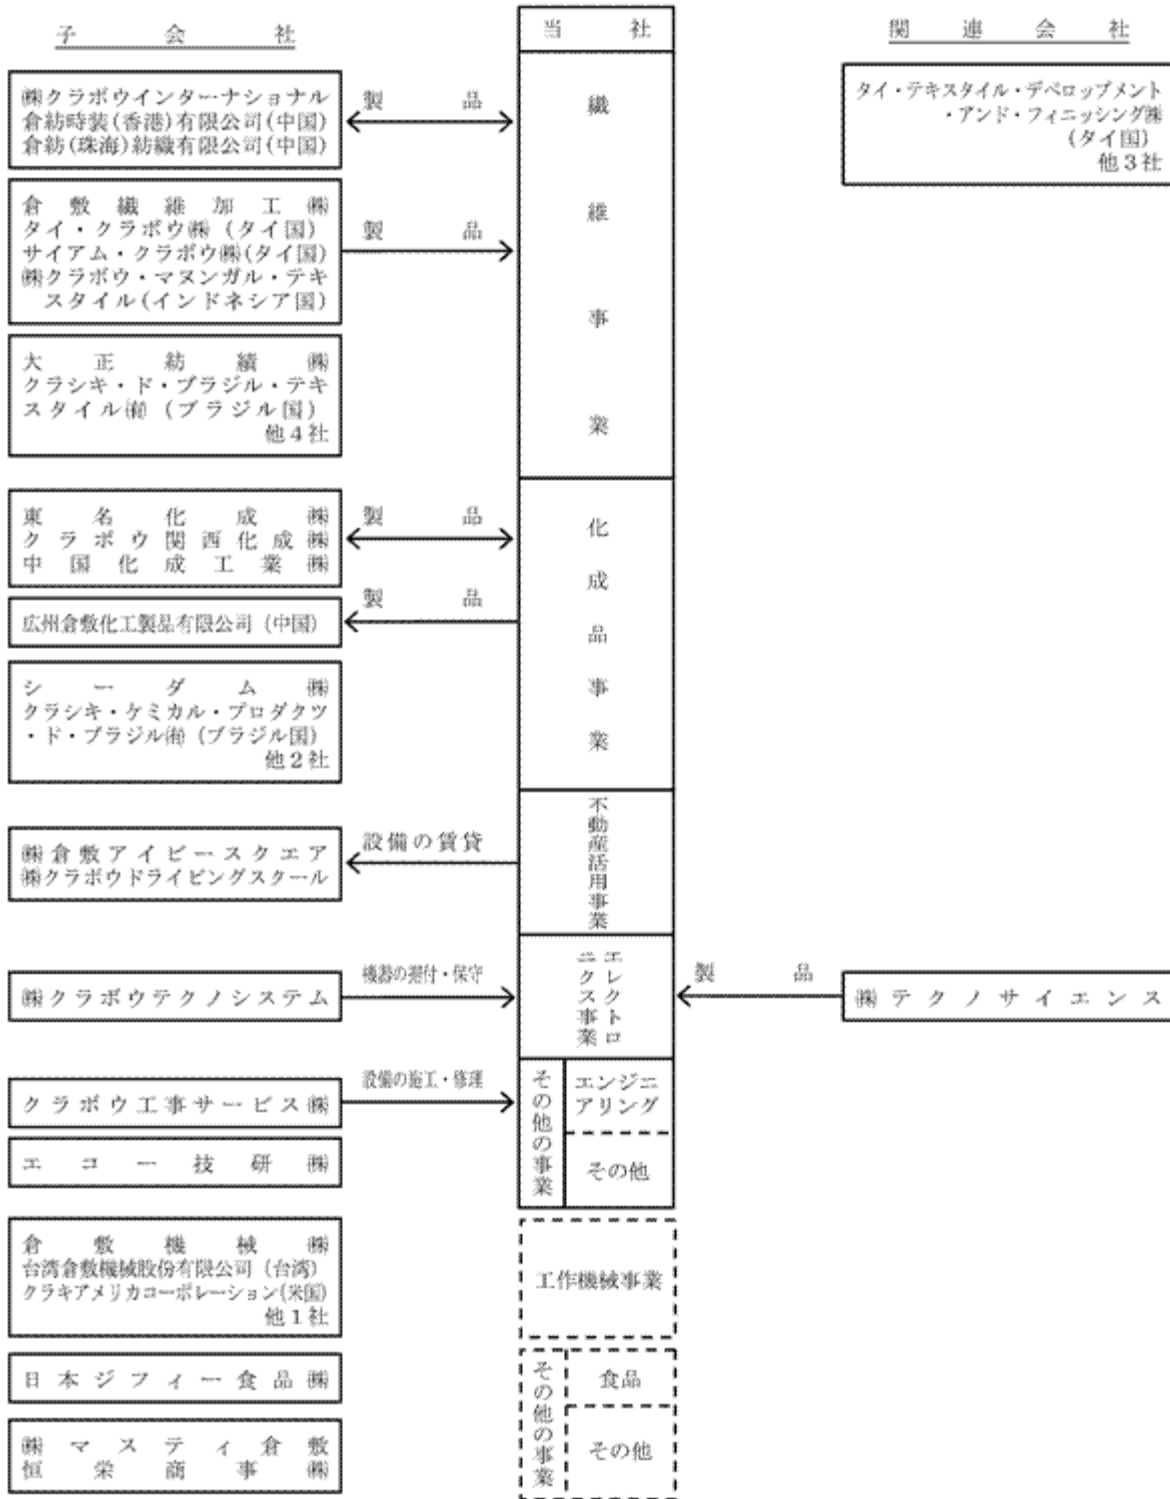 子会社
当社
関連会社
㈱クラボウインターナショナル
倉紡時装(香港)有限公司(中国)
倉紡(珠海)紡織有限公司(中国)
製品
繊維事業
タイ・テキスタイル・デベロップメント
・アンド・フィニッシング㈱
(タイ国)
他3社
倉敷繊維加工㈱
タイ・クラボウ㈱(タイ国)
サイアム・クラボウ㈱(タイ国)
㈱クラボウ・マヌンガル・テキ
スタイル(インドネシア国)
製品
大正紡績㈱
クラシキ・ド・ブラジル・テキ
スタイル㈲(ブラジル国)
他4社
東名化成㈱
クラボウ関西化成㈱
中国化成工業㈱
製品
化成品事業
広州倉敷化工製品有限公司(中国)
製品
シーダム㈱
クラシキ・ケミカル・プロダクツ
・ド・ブラジル㈲(ブラジル国)
他2社
㈱倉敷アイビースクエア
㈱クラボウドライビングスクール
設備の賃貸
不動産活用事業
㈱クラボウテクノシステム
機器の据付・保守
エレクトロ
ニクス事業
製品
㈱テクノサイエンス
クラボウ工事サービス㈱
設備の施工・修理
その他の事業
エンジニ
アリング
その他
エコー技研㈱
倉敷機械㈱
台湾倉敷機械股份有限公司(台湾)
クラキアメリカコーポレーション(米国)
他1社
工作機械事業
日本ジフィー食品㈱
その他の事業
食品
その他
㈱マスティ倉敷
恒栄商事㈱